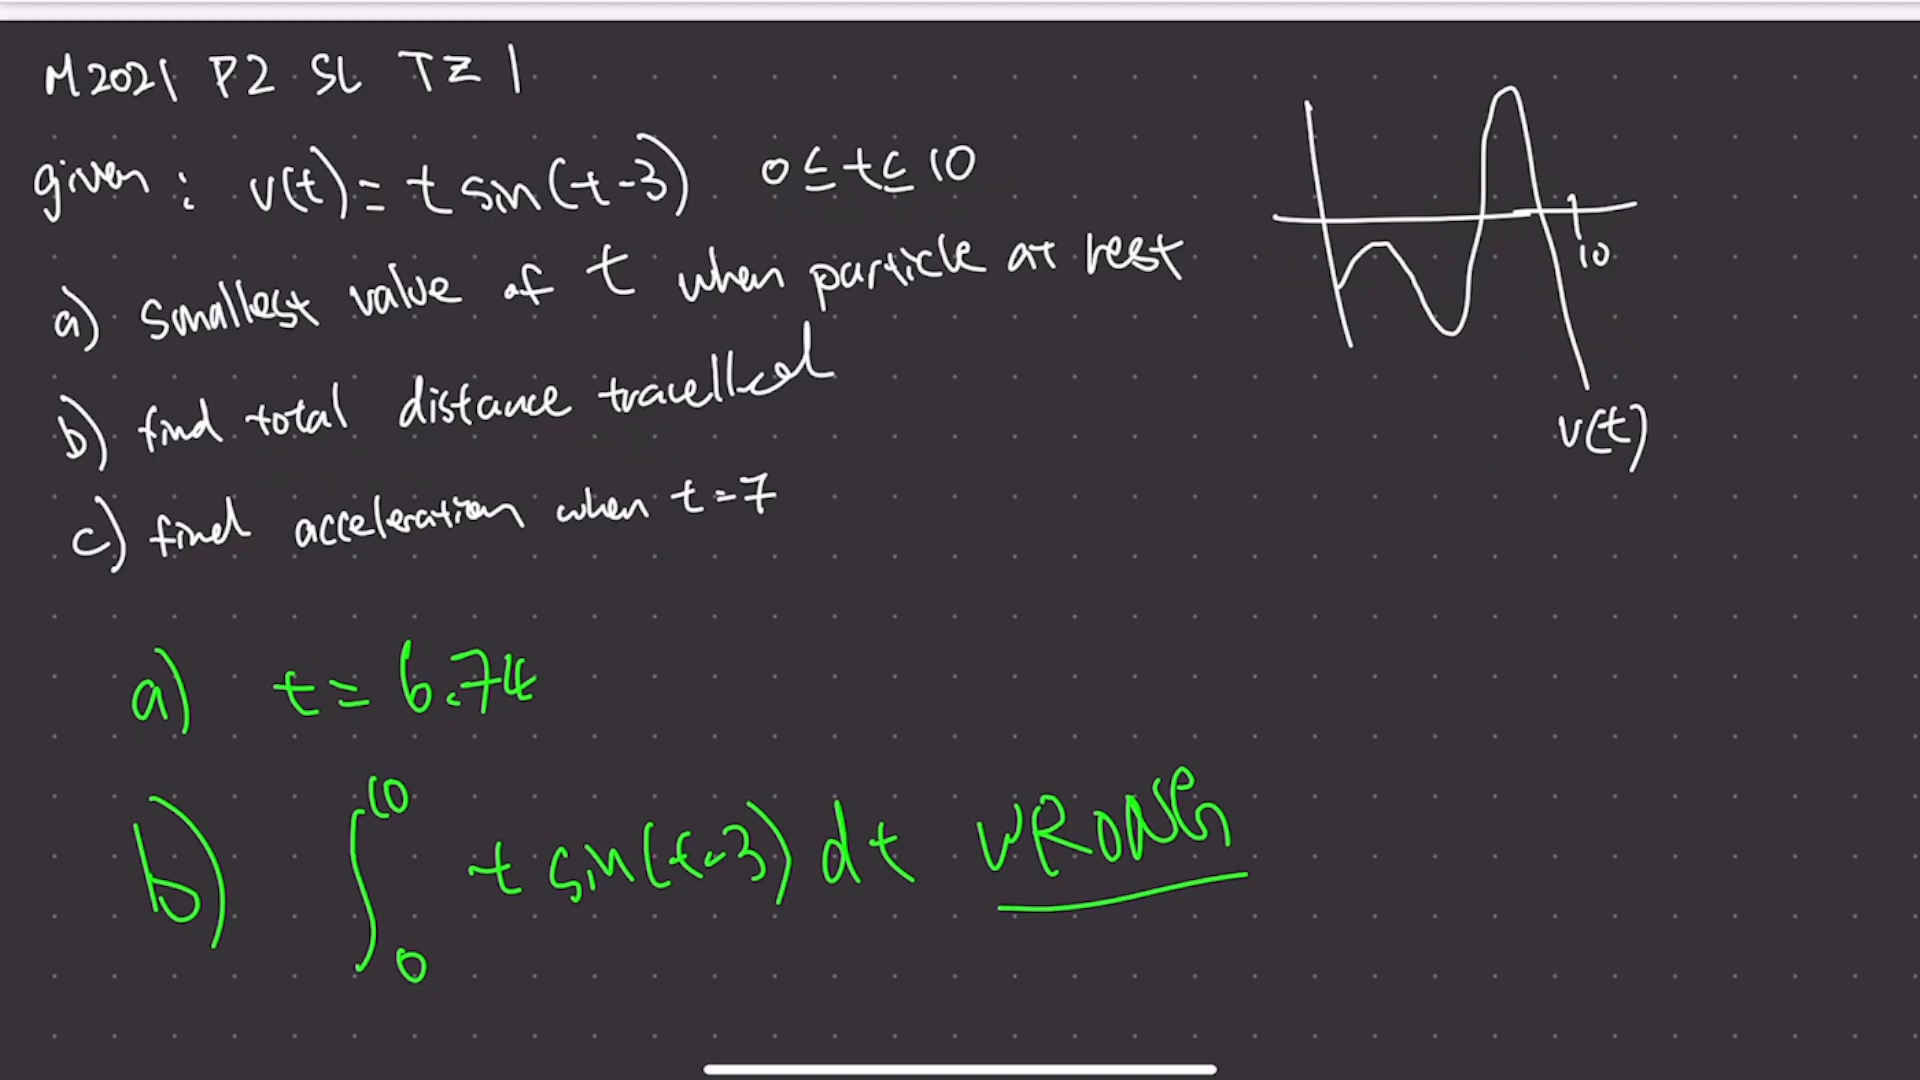 M2021 P2 SL TZ 1
given : v(t) = t sin(t-3) 0 ≤ t ≤ 10
a) smallest value of t when particle at rest
b) find total distance travelled
c) find acceleration when t=7
10
v(t)
a) t = 6.74
b) ∫₀¹⁰ t sin(t-3) dt WRONG